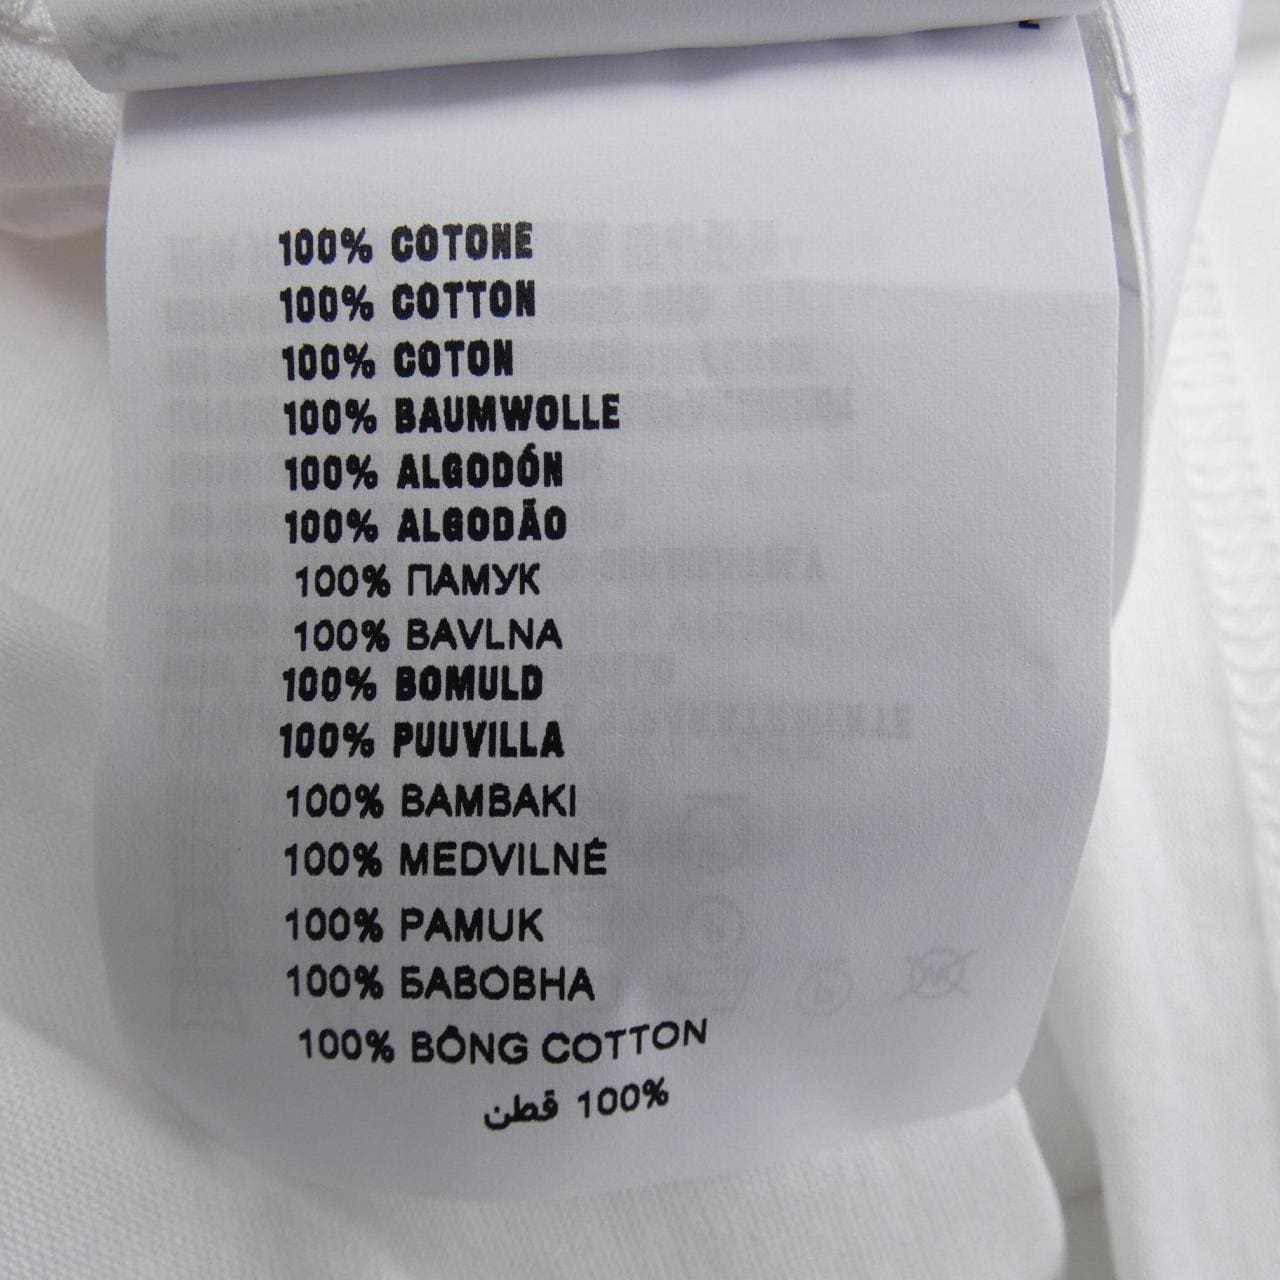 100% COTONE
100% COTTON
100% COTON
100% BAUMWOLLE
100% ALGODÓN
100% ALGODÃO
100% ПАМУК
100% BAVLNA
100% BOMULD
100% PUUVILLA
100% BAMBAKI
100% MEDVILNÉ
100% PAMUK
100% БАВОВНА
100% BÔNG COTTON
100% قطن